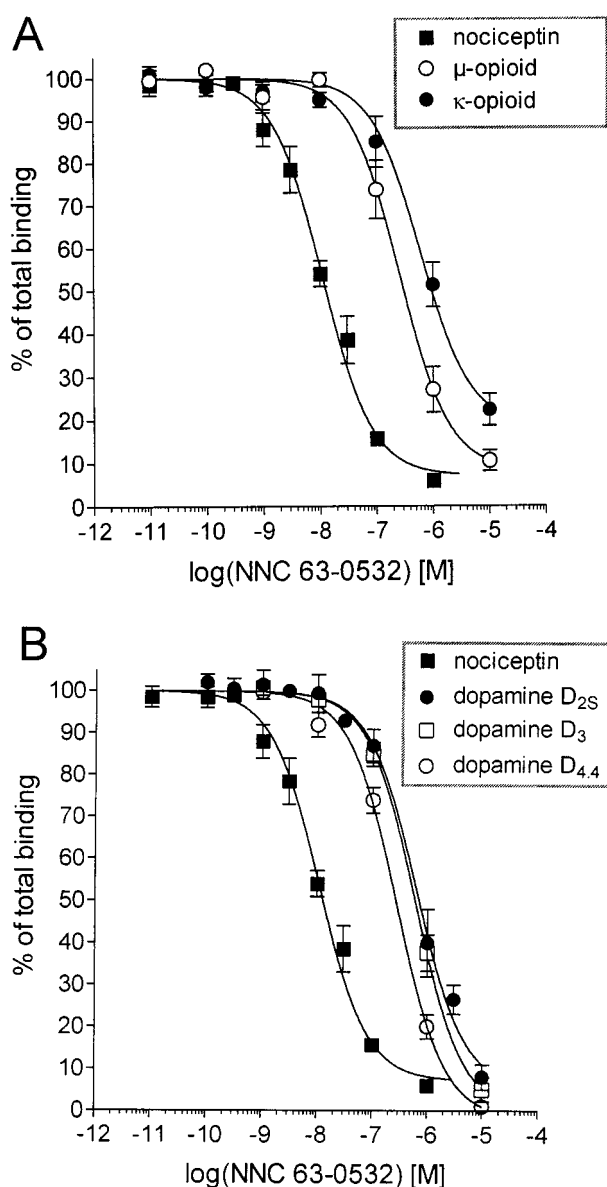 A
nociceptin
μ-opioid
κ-opioid
% of total binding
100
90
80
70
60
50
40
30
20
10
0
-12 -11 -10 -9 -8 -7 -6 -5 -4
log(NNC 63-0532) [M]
B
nociceptin
dopamine D2S
dopamine D3
dopamine D4.4
% of total binding
100
90
80
70
60
50
40
30
20
10
0
-12 -11 -10 -9 -8 -7 -6 -5 -4
log(NNC 63-0532) [M]